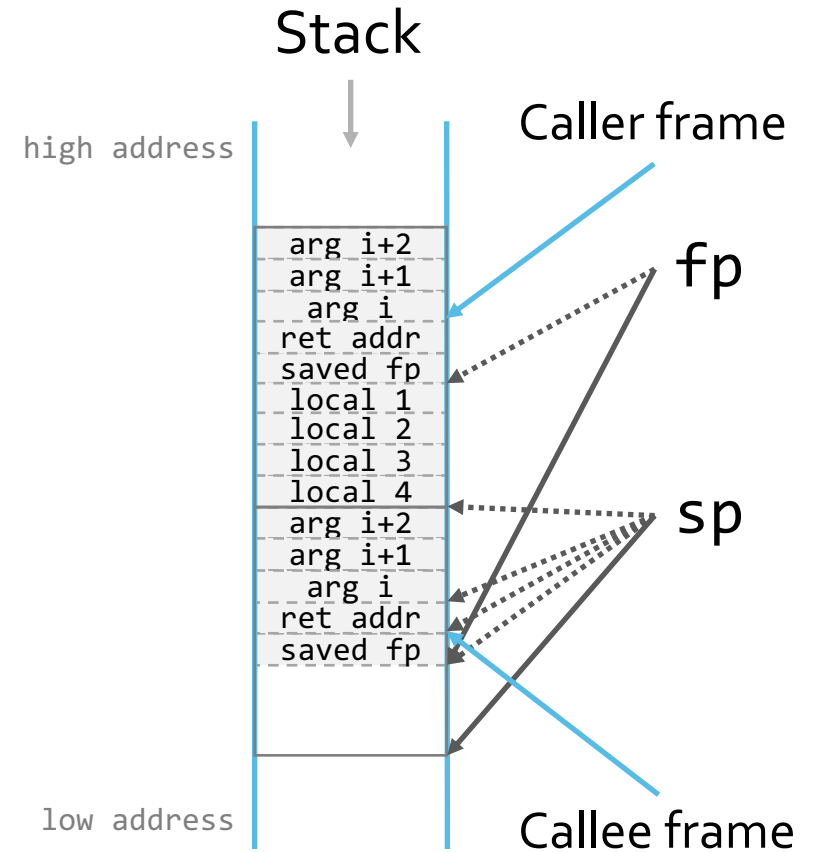 Stack
high address
Caller frame
arg i+2
arg i+1
arg i
ret addr
saved fp
local 1
local 2
local 3
local 4
arg i+2
arg i+1
arg i
ret addr
saved fp
fp
sp
low address
Callee frame